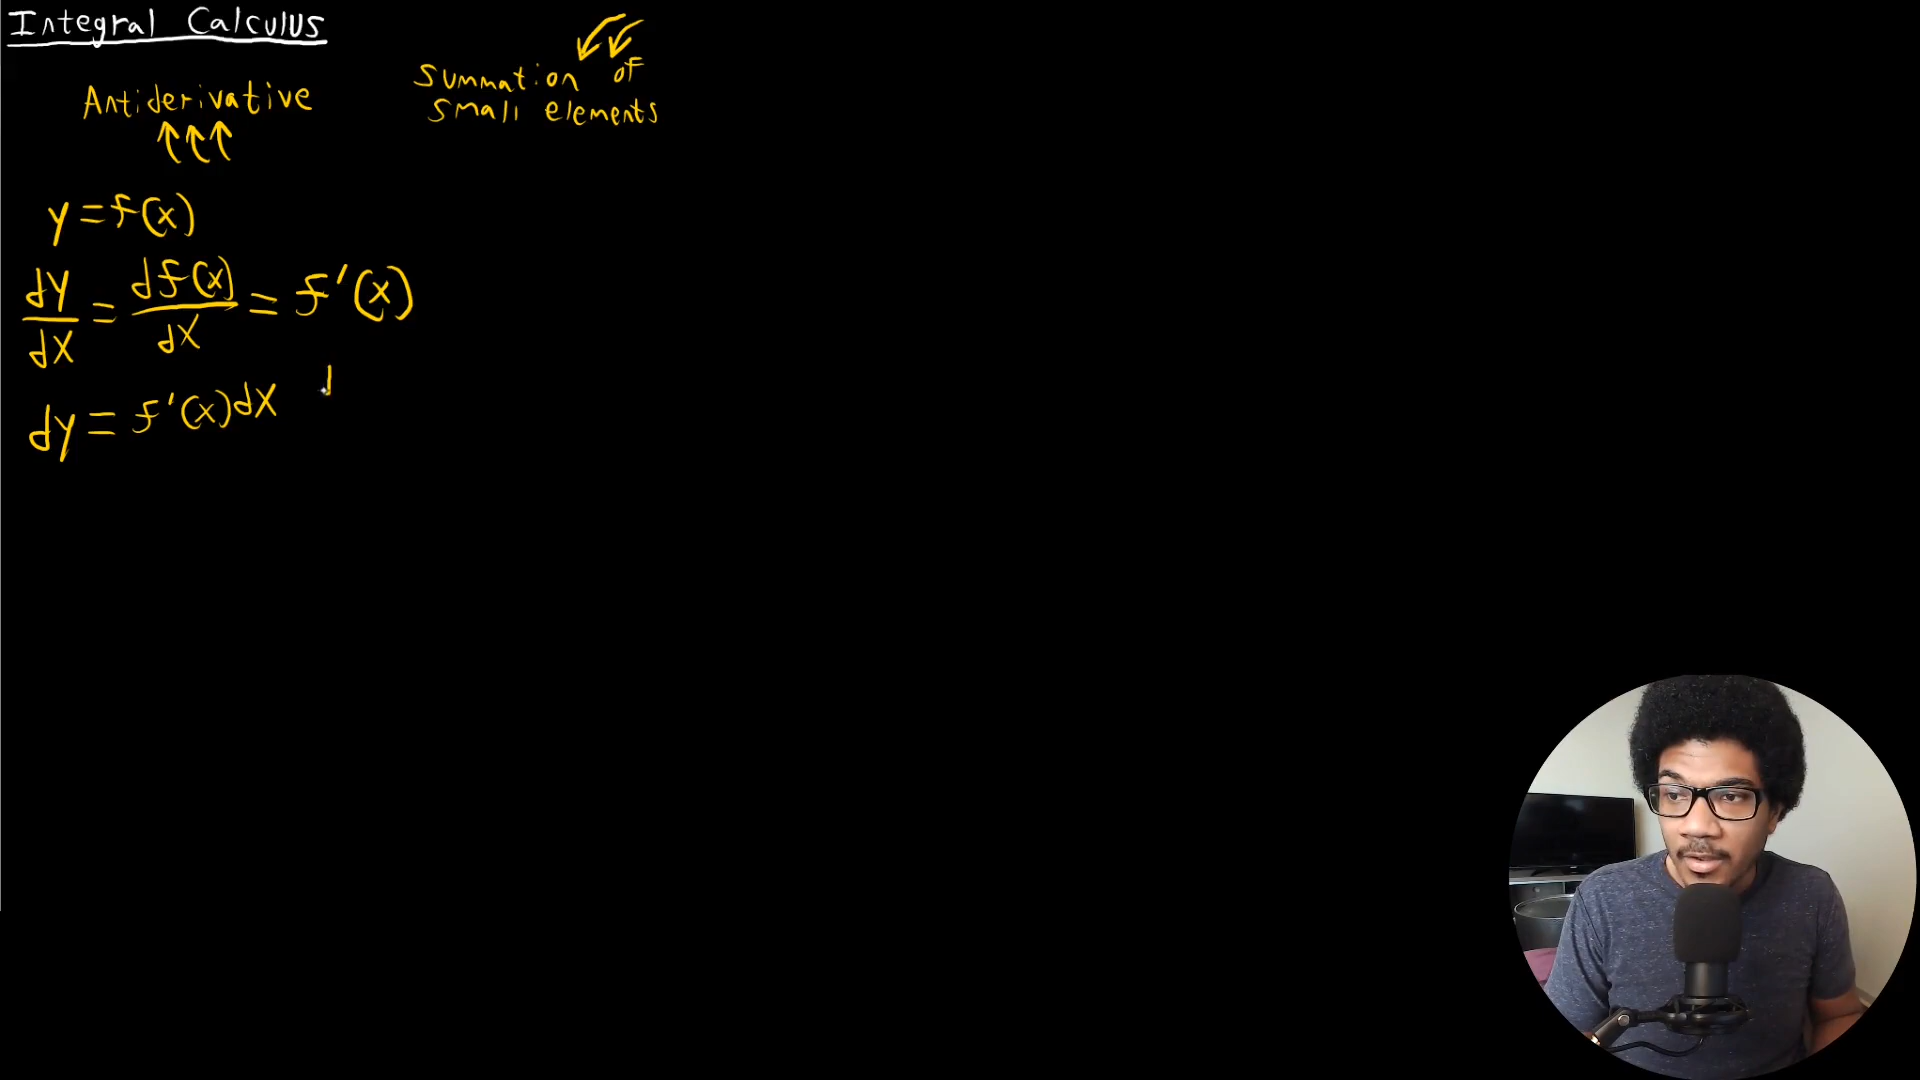 Integral Calculus
Antiderivative
Summation of
small elements
y = f(x)
dy/dx = df(x)/dx = f'(x)
dy = f'(x)dx